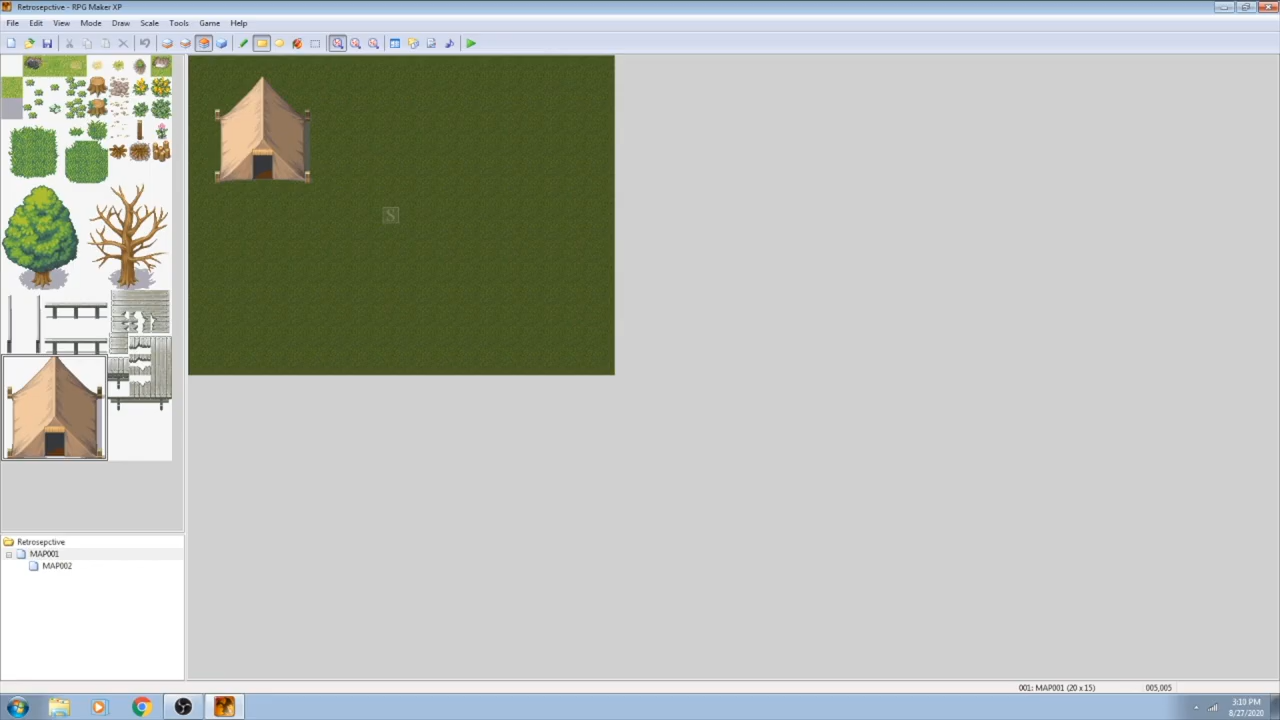 Retrosepctive - RPG Maker XP
File Edit View Mode Draw Scale Tools Game Help
S
Retrosepctive
MAP001
MAP002
001: MAP001 (20 x 15) 005,005
3:10 PM
8/27/2020